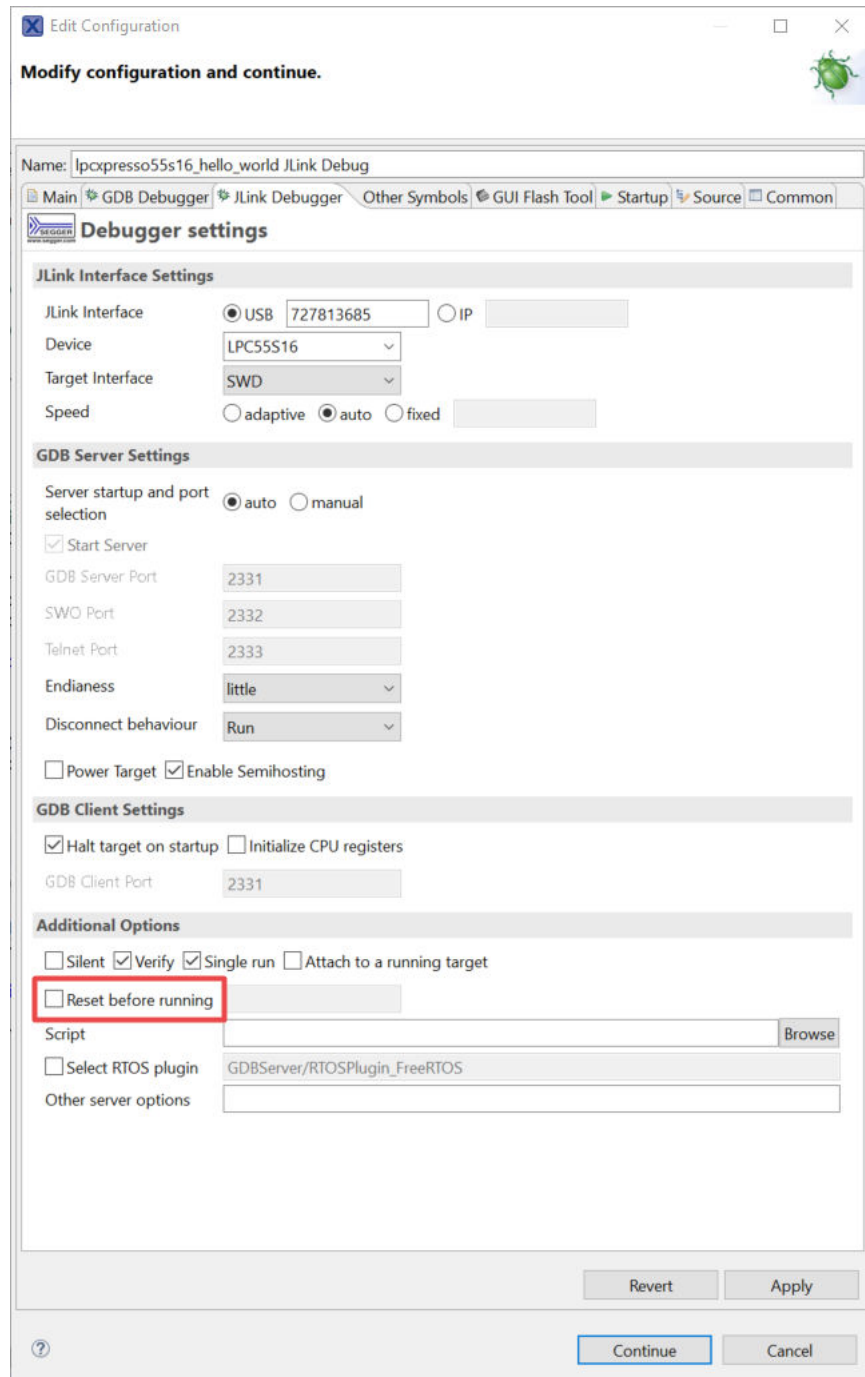 Edit Configuration
Modify configuration and continue.
Name: lpcxpresso55s16_hello_world JLink Debug
Main GDB Debugger JLink Debugger Other Symbols GUI Flash Tool Startup Source Common
SEGGER Debugger settings
www.segger.com
JLink Interface Settings
JLink Interface USB 727813685 IP
Device LPC55S16
Target Interface SWD
Speed adaptive auto fixed
GDB Server Settings
Server startup and port
selection auto manual
Start Server
GDB Server Port 2331
SWO Port 2332
Telnet Port 2333
Endianess little
Disconnect behaviour Run
Power Target Enable Semihosting
GDB Client Settings
Halt target on startup Initialize CPU registers
GDB Client Port 2331
Additional Options
Silent Verify Single run Attach to a running target
Reset before running
Script Browse
Select RTOS plugin GDBServer/RTOSPlugin_FreeRTOS
Other server options
Revert Apply
? Continue Cancel